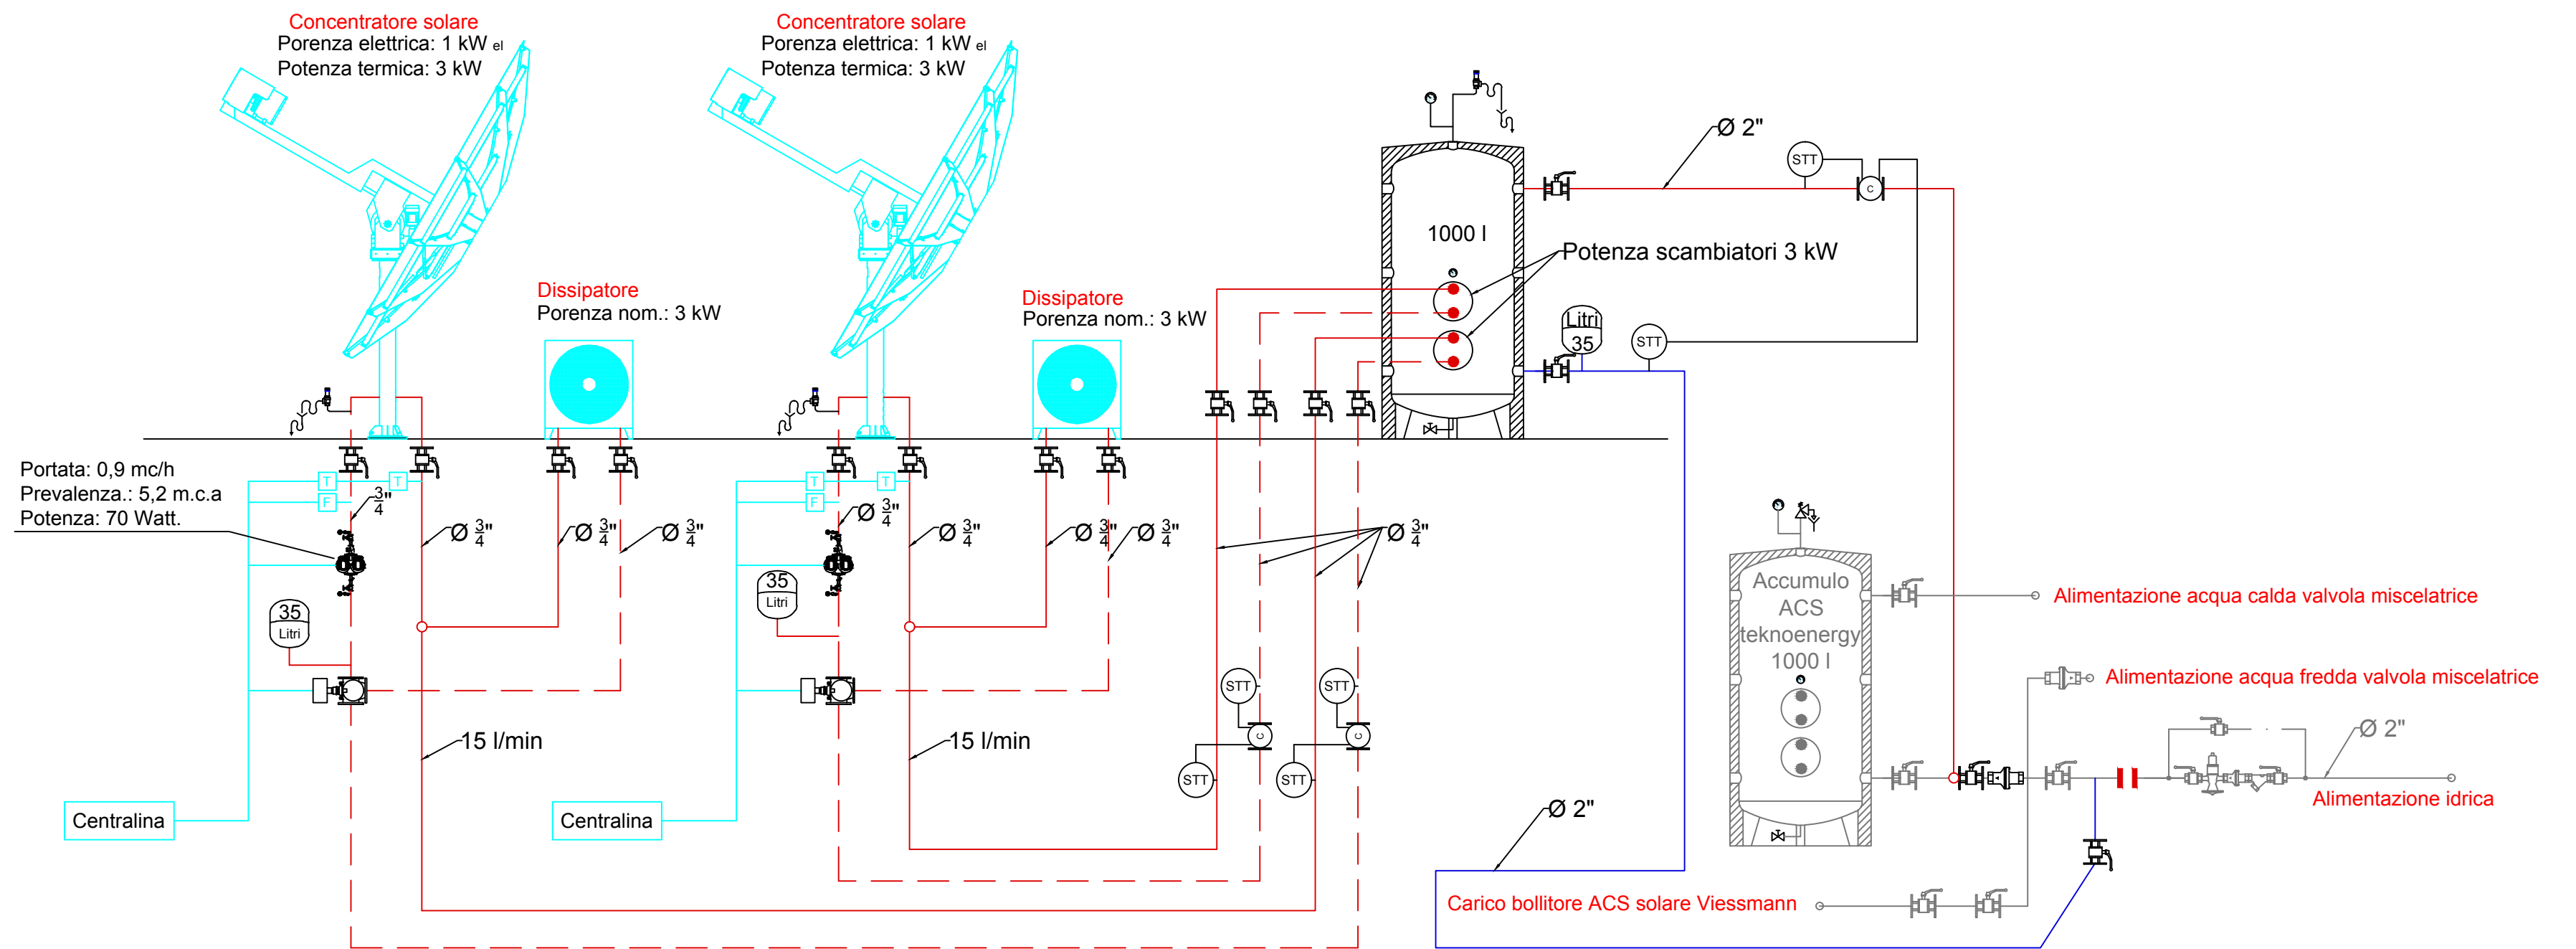 Concentratore solare
Porenza elettrica: 1 kW el
Potenza termica: 3 kW
Concentratore solare
Porenza elettrica: 1 kW el
Potenza termica: 3 kW
Ø 2"
STT
C
1000 l
Potenza scambiatori 3 kW
Dissipatore
Porenza nom.: 3 kW
Dissipatore
Porenza nom.: 3 kW
Litri
35
STT
Portata: 0,9 mc/h
Prevalenza.: 5,2 m.c.a
Potenza: 70 Watt.
T
T
F
3/4"
Ø 3/4"
Ø 3/4"
Ø 3/4"
T
T
F
Ø 3/4"
Ø 3/4"
Ø 3/4"
Ø 3/4"
Ø 3/4"
35
Litri
35
Litri
Accumulo
ACS
teknoenergy
1000 l
Alimentazione acqua calda valvola miscelatrice
Alimentazione acqua fredda valvola miscelatrice
STT
STT
C
C
STT
STT
15 l/min
15 l/min
Ø 2"
Alimentazione idrica
Centralina
Centralina
Ø 2"
Carico bollitore ACS solare Viessmann